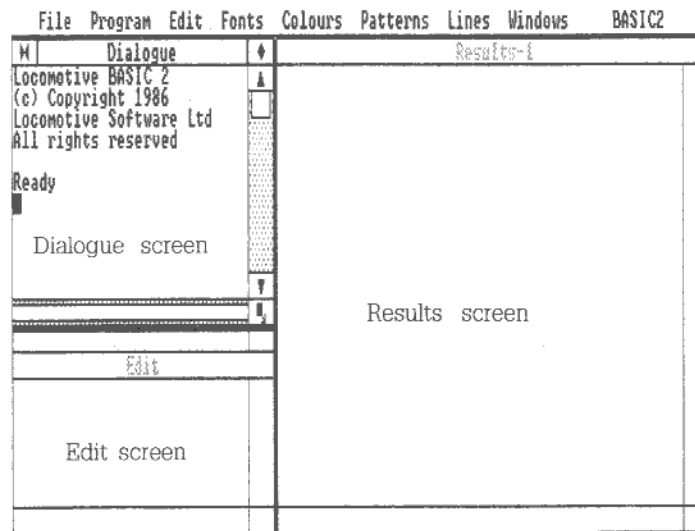 File Program Edit Fonts Colours Patterns Lines Windows BASIC2
Dialogue
Results-1
Locomotive BASIC 2
(c) Copyright 1986
Locomotive Software Ltd
All rights reserved
Ready
Dialogue screen
Results screen
Edit
Edit screen